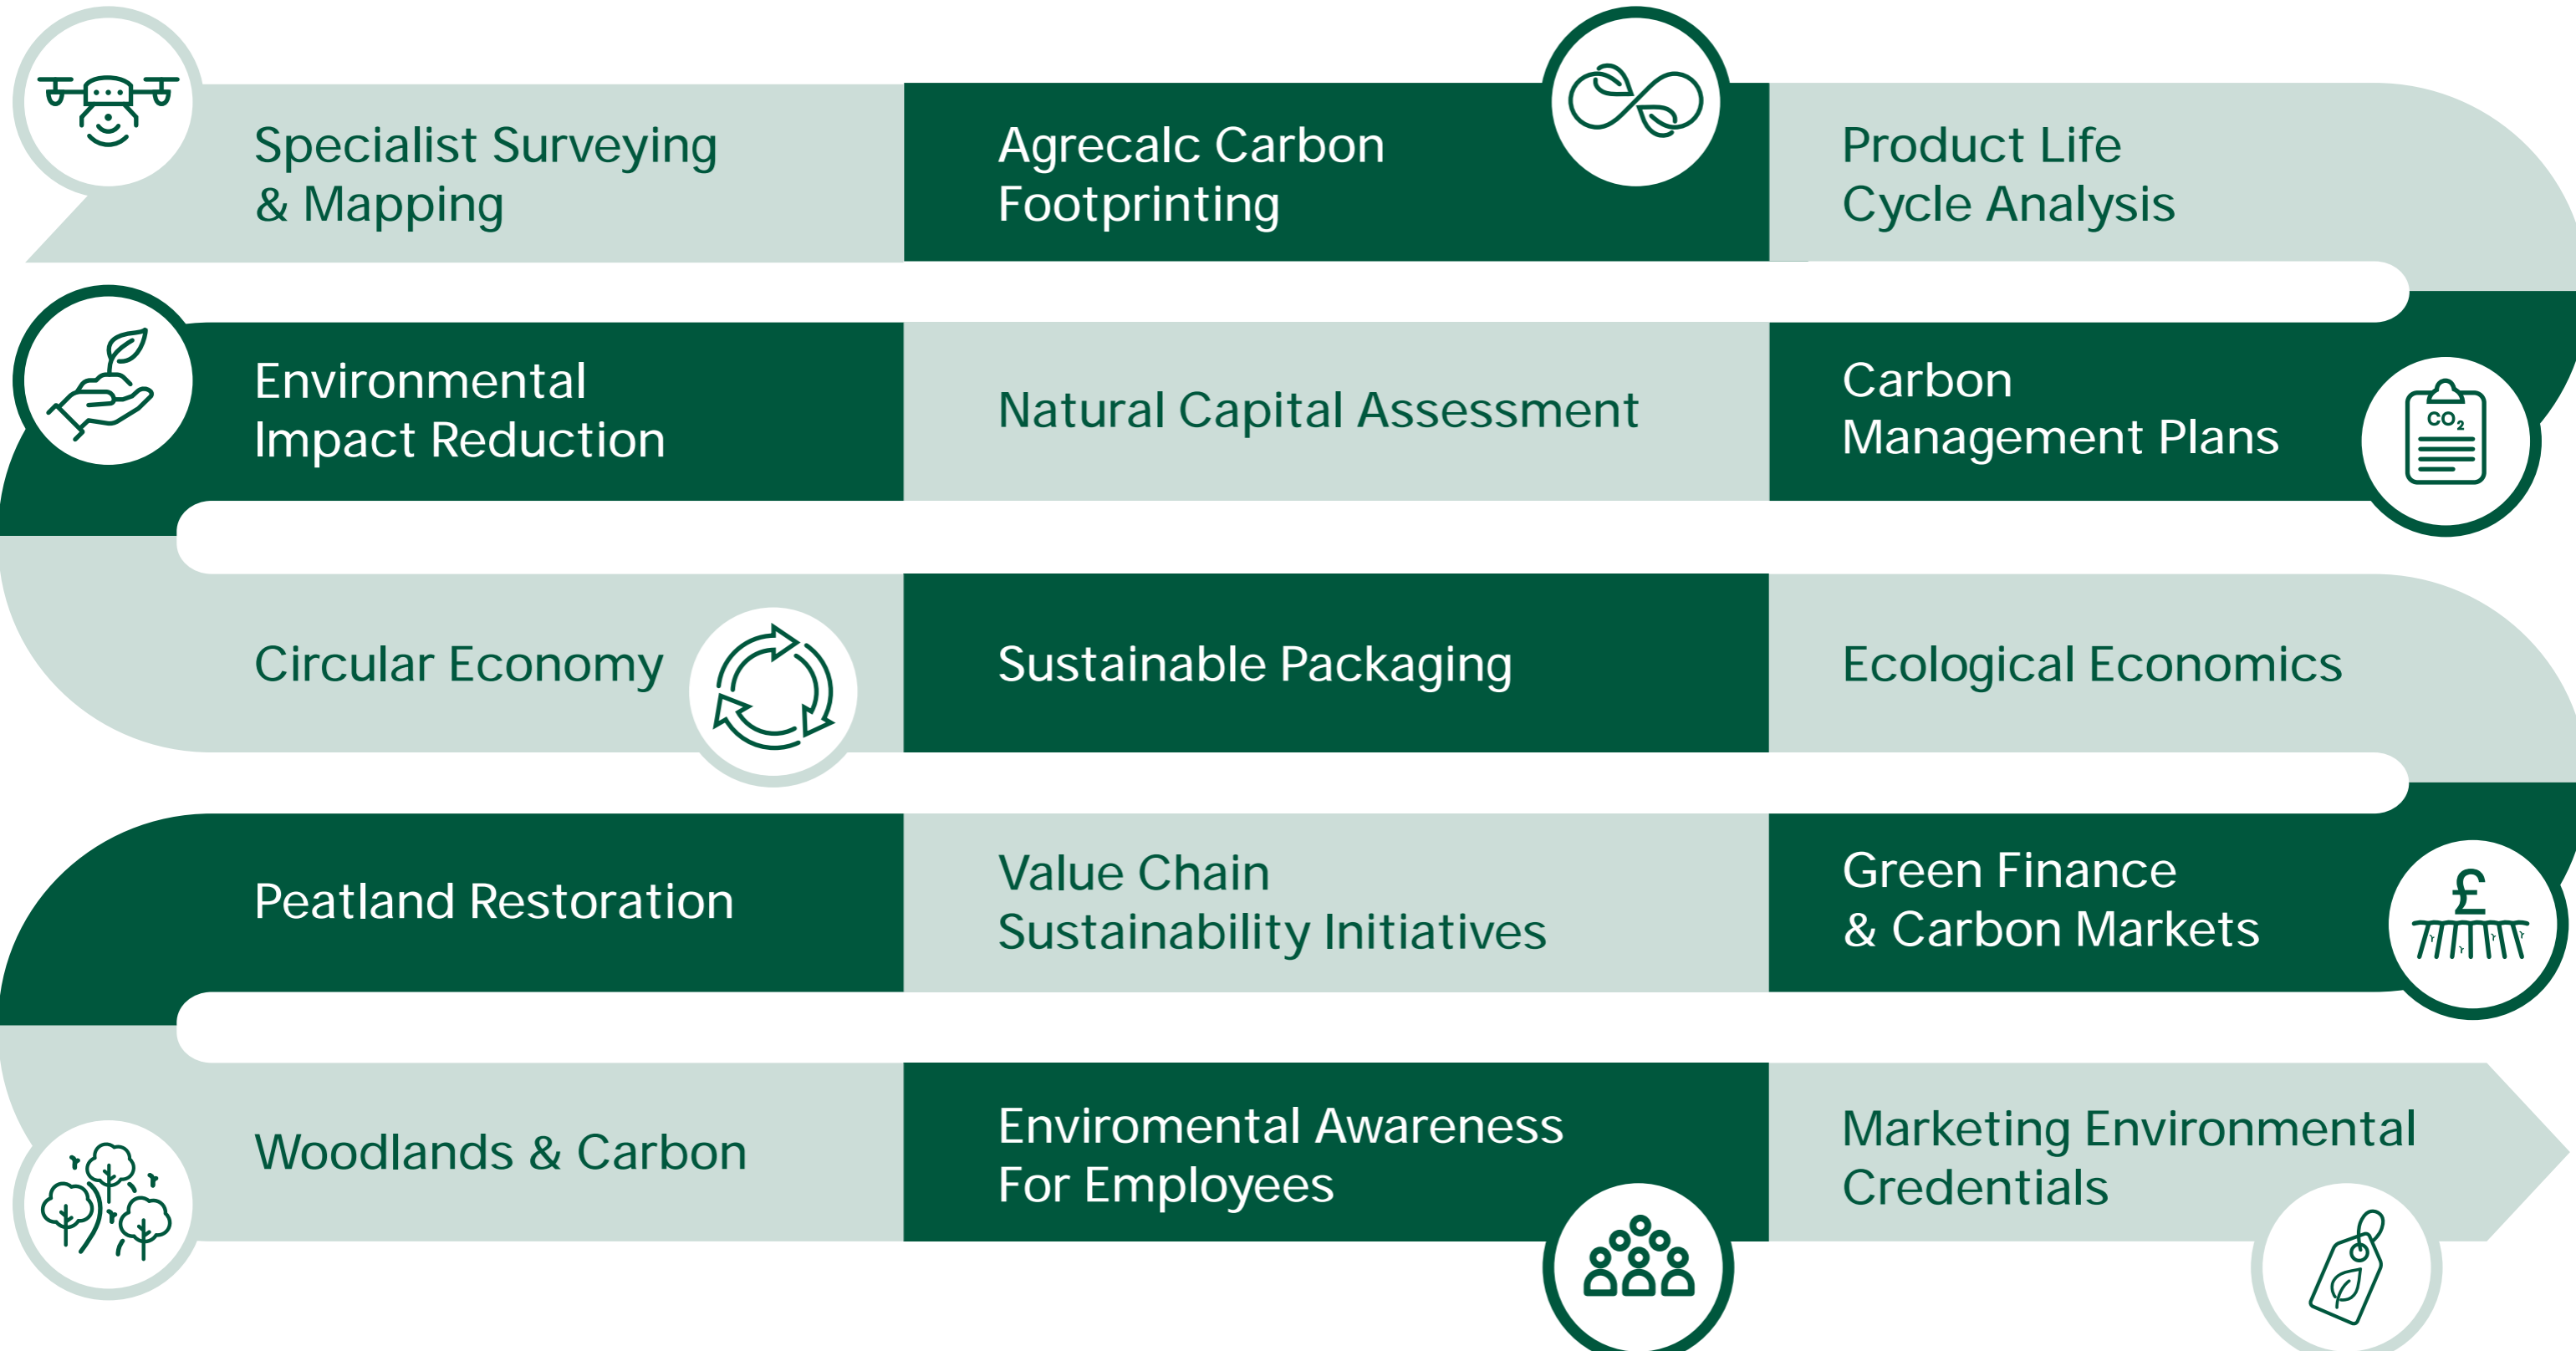 Specialist Surveying
& Mapping
Agrecalc Carbon
Footprinting
Product Life
Cycle Analysis
Environmental
Impact Reduction
Natural Capital Assessment
Carbon
Management Plans
CO₂
Circular Economy
Sustainable Packaging
Ecological Economics
Peatland Restoration
Value Chain
Sustainability Initiatives
Green Finance
& Carbon Markets
£
Woodlands & Carbon
Enviromental Awareness
For Employees
Marketing Environmental
Credentials